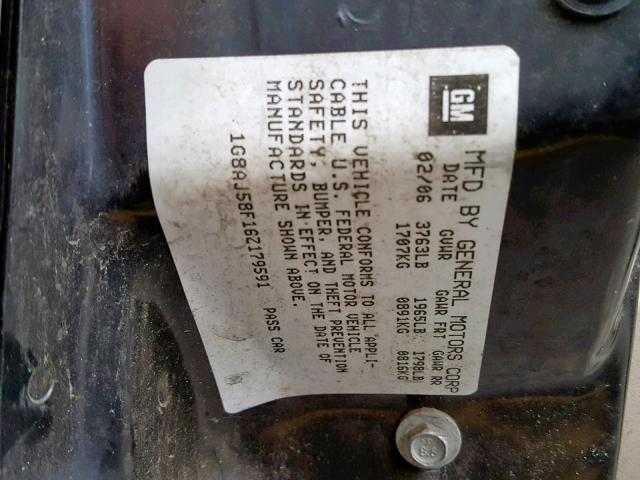 GM MFD BY GENERAL MOTORS CORP
DATE GVWR GAWR FRT GAWR RR
02/06 3763LB 1965LB 1798LB
1707KG 0891KG 0816KG
THIS VEHICLE CONFORMS TO ALL APPLI-
CABLE U.S. FEDERAL MOTOR VEHICLE
SAFETY, BUMPER, AND THEFT PREVENTION
STANDARDS IN EFFECT ON THE DATE OF
MANUFACTURE SHOWN ABOVE.
1G8AJ58F16Z179591 PASS CAR